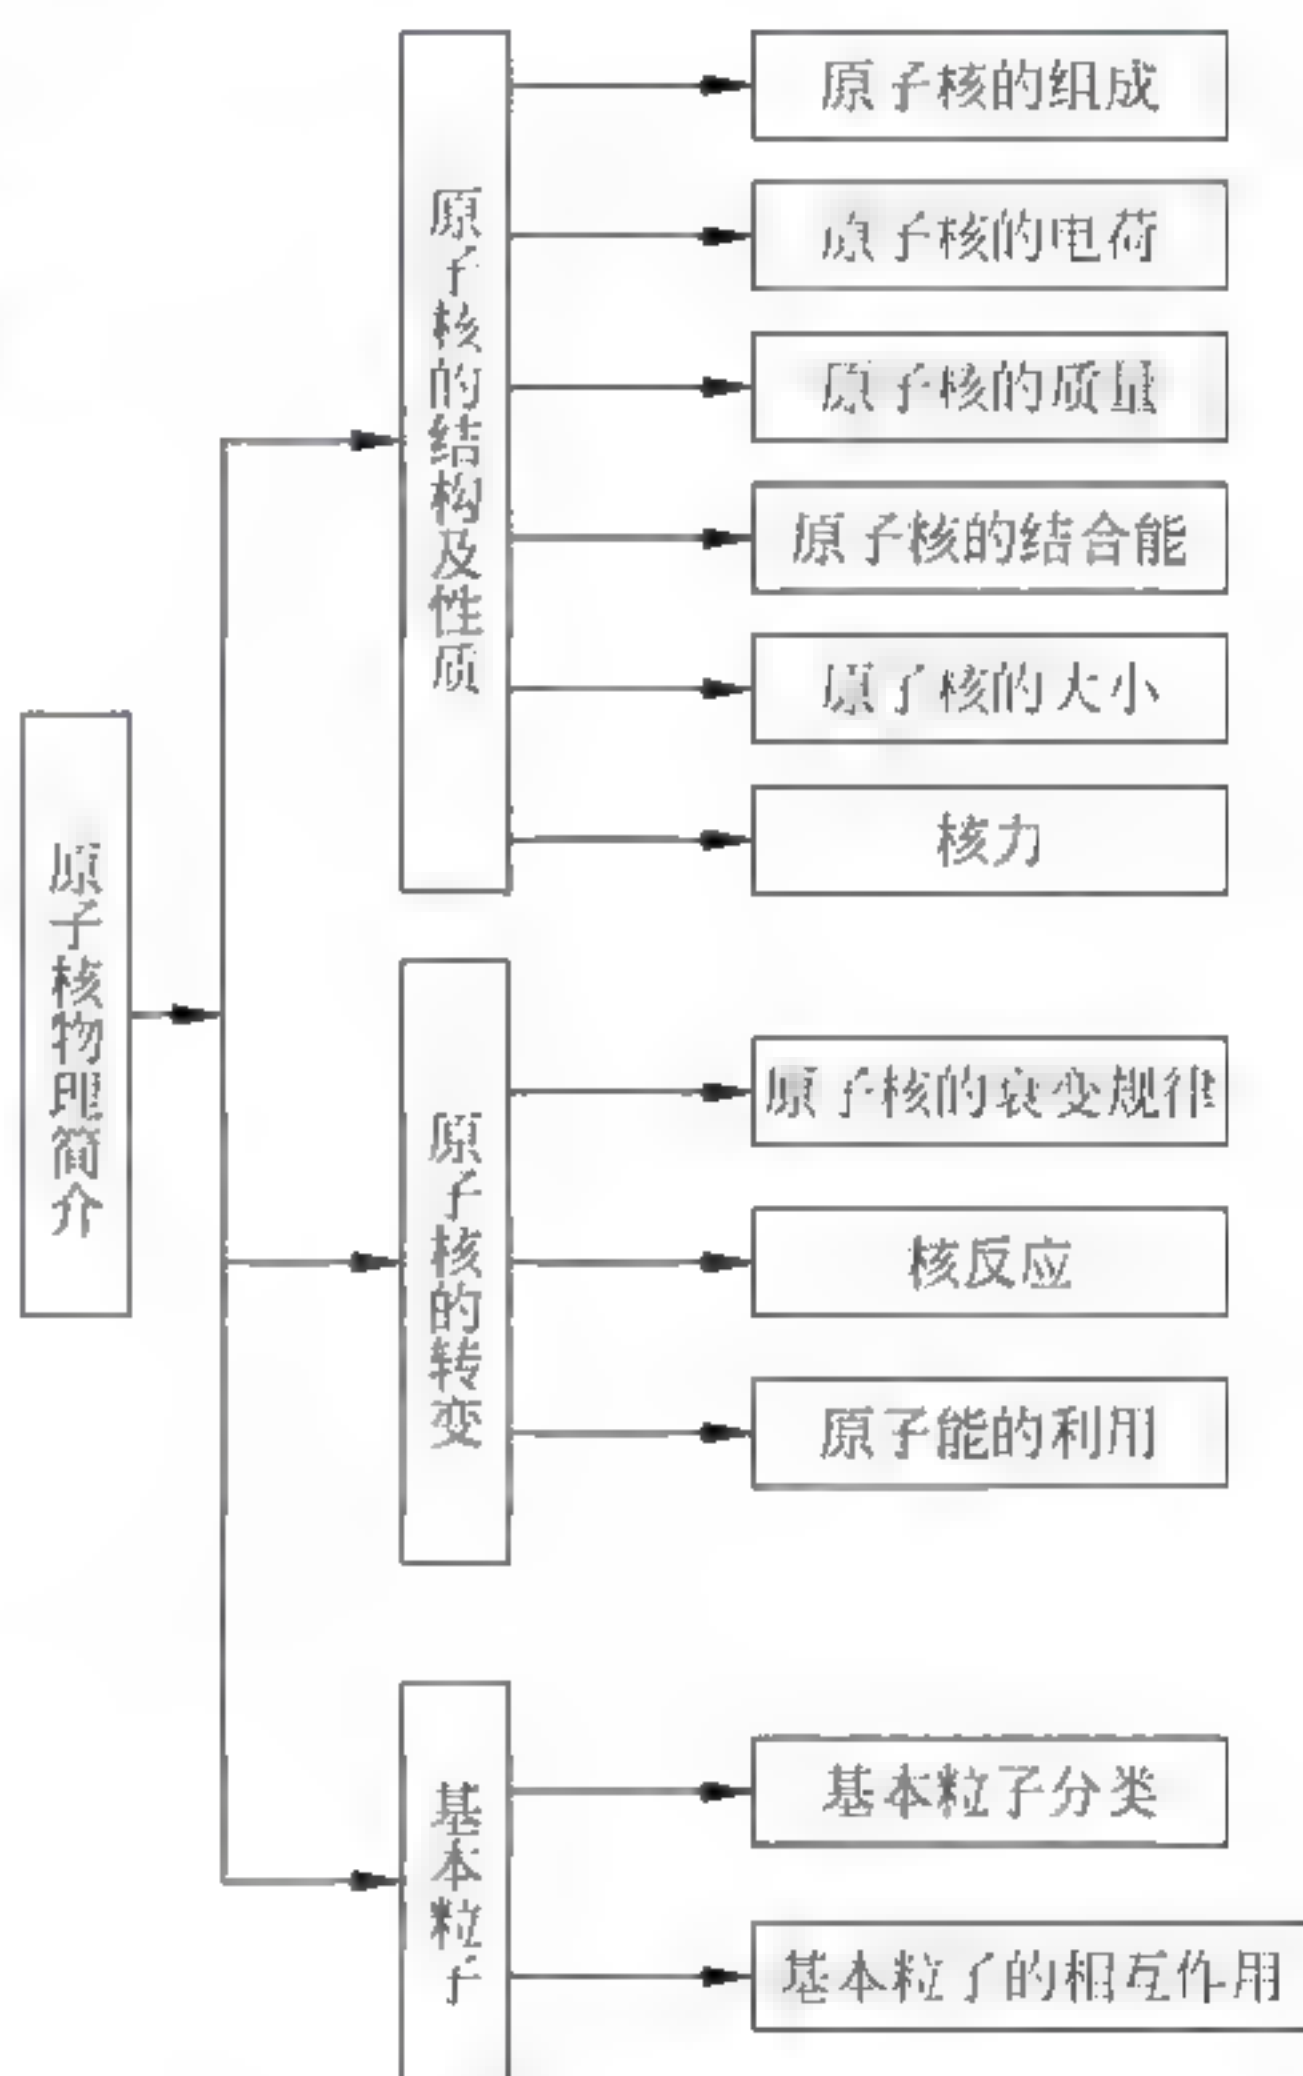 原子核物理简介
原子核的结构及性质
原子核的组成
原子核的电荷
原子核的质量
原子核的结合能
原子核的大小
核力
原子核的转变
原子核的衰变规律
核反应
原子能的利用
基本粒子
基本粒子分类
基本粒子的相互作用